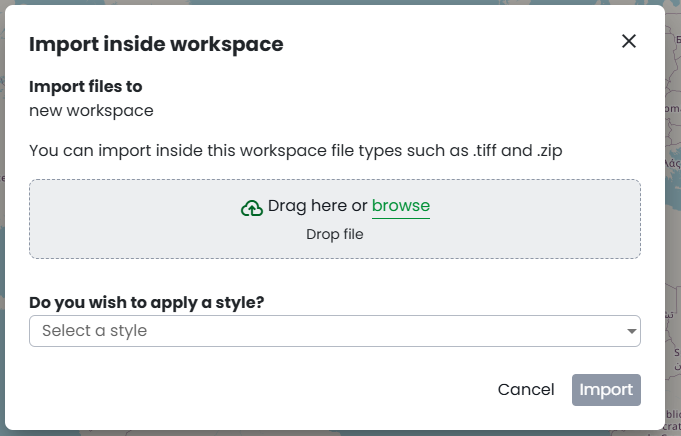 Import inside workspace
Import files to
new workspace
You can import inside this workspace file types such as .tiff and .zip
Drag here or browse
Drop file
Do you wish to apply a style?
Select a style
Cancel
Import